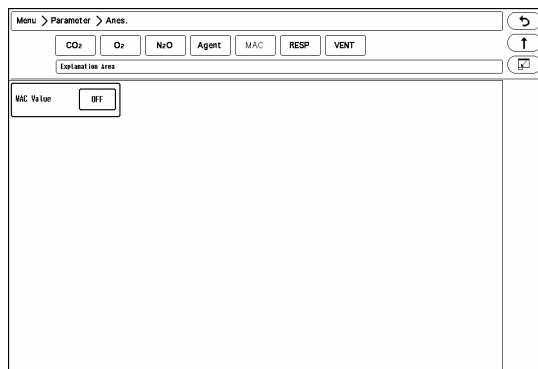 Menu > Parameter > Anes.
CO₂ O₂ N₂O Agent MAC RESP VENT
Explanation Area
MAC Value OFF